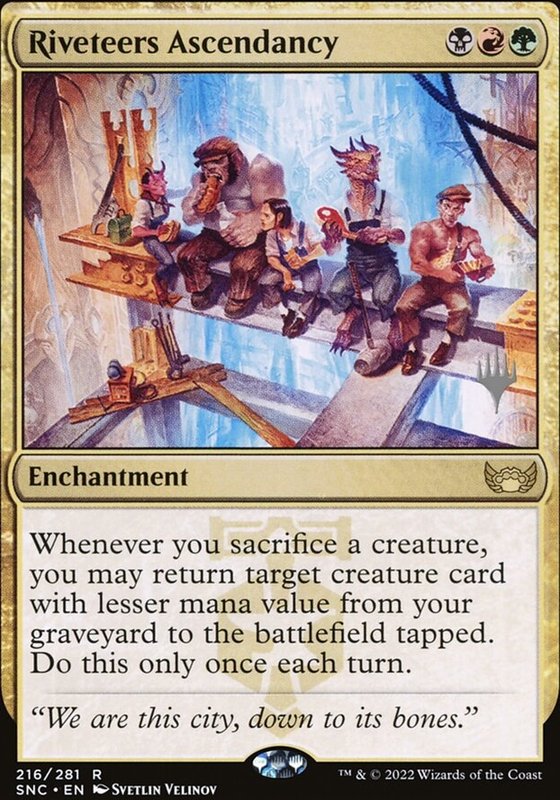 Riveteers Ascendancy
Enchantment
Whenever you sacrifice a creature,
you may return target creature card
with lesser mana value from your
graveyard to the battlefield tapped.
Do this only once each turn.
“We are this city, down to its bones.”
216/281 R
SNC • EN Svetlin Velinov
™ & © 2022 Wizards of the Coast